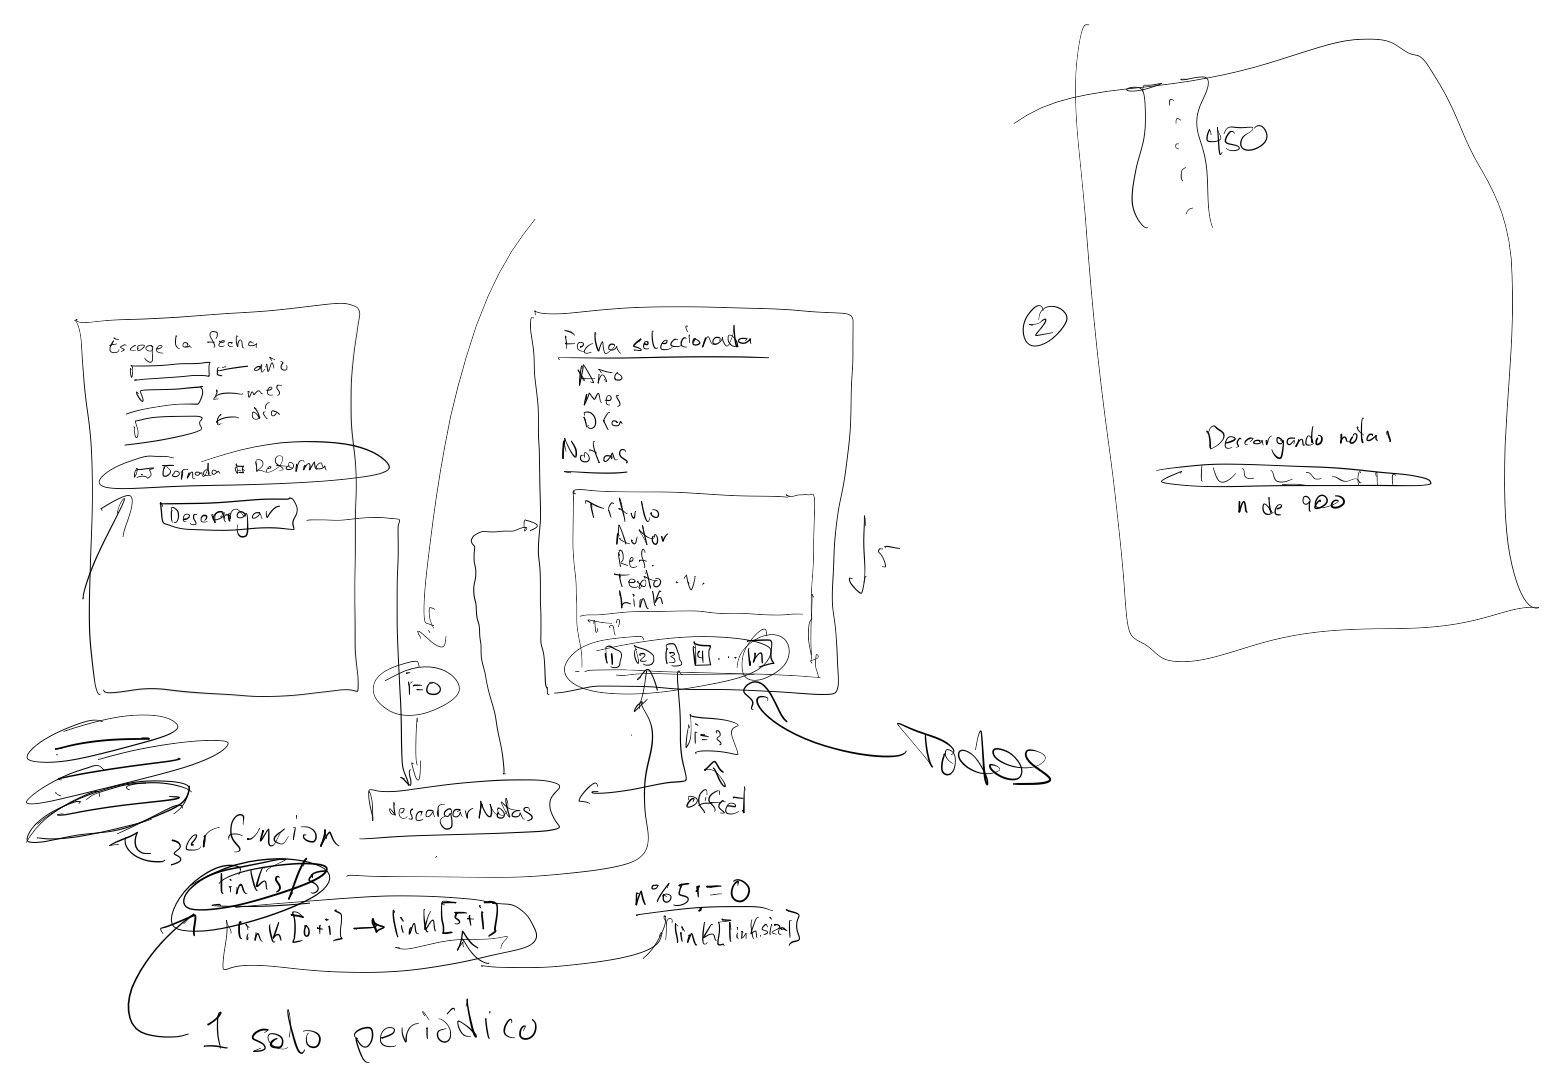 Escoge la fecha
año
mes
día
Jornada Reforma
Descargar
i=0
Fecha seleccionada
Año
Mes
Día
Notas
Título
Autor
Ref.
Texto .v.
Link
1 2 3 4 ... n
5
i=3
offset
Todos
descargarNotas
3er funcion
links/5
link[0+i] → link[5+i]
n%5!=0
link[link.size]
1 solo periódico
2
450
Descargando notas
n de 900